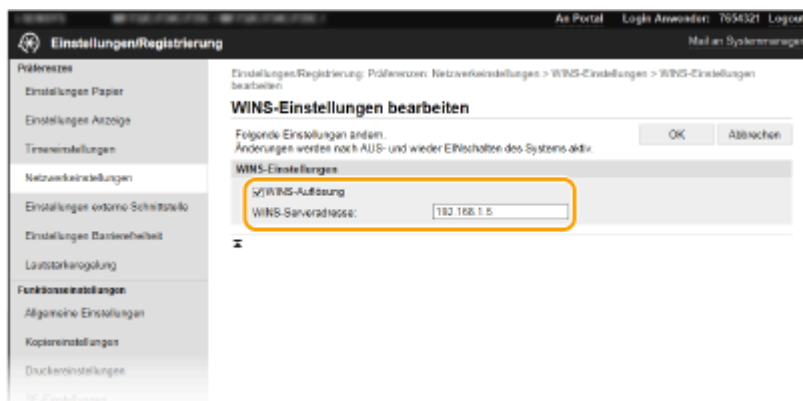 An Portal Login Anwender: 7654321 Logout
Einstellungen/Registrierung
Mail an Systemmanager
Präferenzen
Einstellungen Papier
Einstellungen Anzeige
Timereinstellungen
Netzwerkeinstellungen
Einstellungen externe Schnittstelle
Einstellungen Barrierefreiheit
Lautstärkeregelung
Funktionseinstellungen
Allgemeine Einstellungen
Kopiereinstellungen
Druckereinstellungen
Einstellungen/Registrierung: Präferenzen: Netzwerkeinstellungen > WINS-Einstellungen > WINS-Einstellungen
bearbeiten
WINS-Einstellungen bearbeiten
Folgende Einstellungen ändern.
Änderungen werden nach AUS- und wieder EINschalten des Systems aktiv.
OK Abbrechen
WINS-Einstellungen
WINS-Auflösung
WINS-Serveradresse: 192.168.1.5